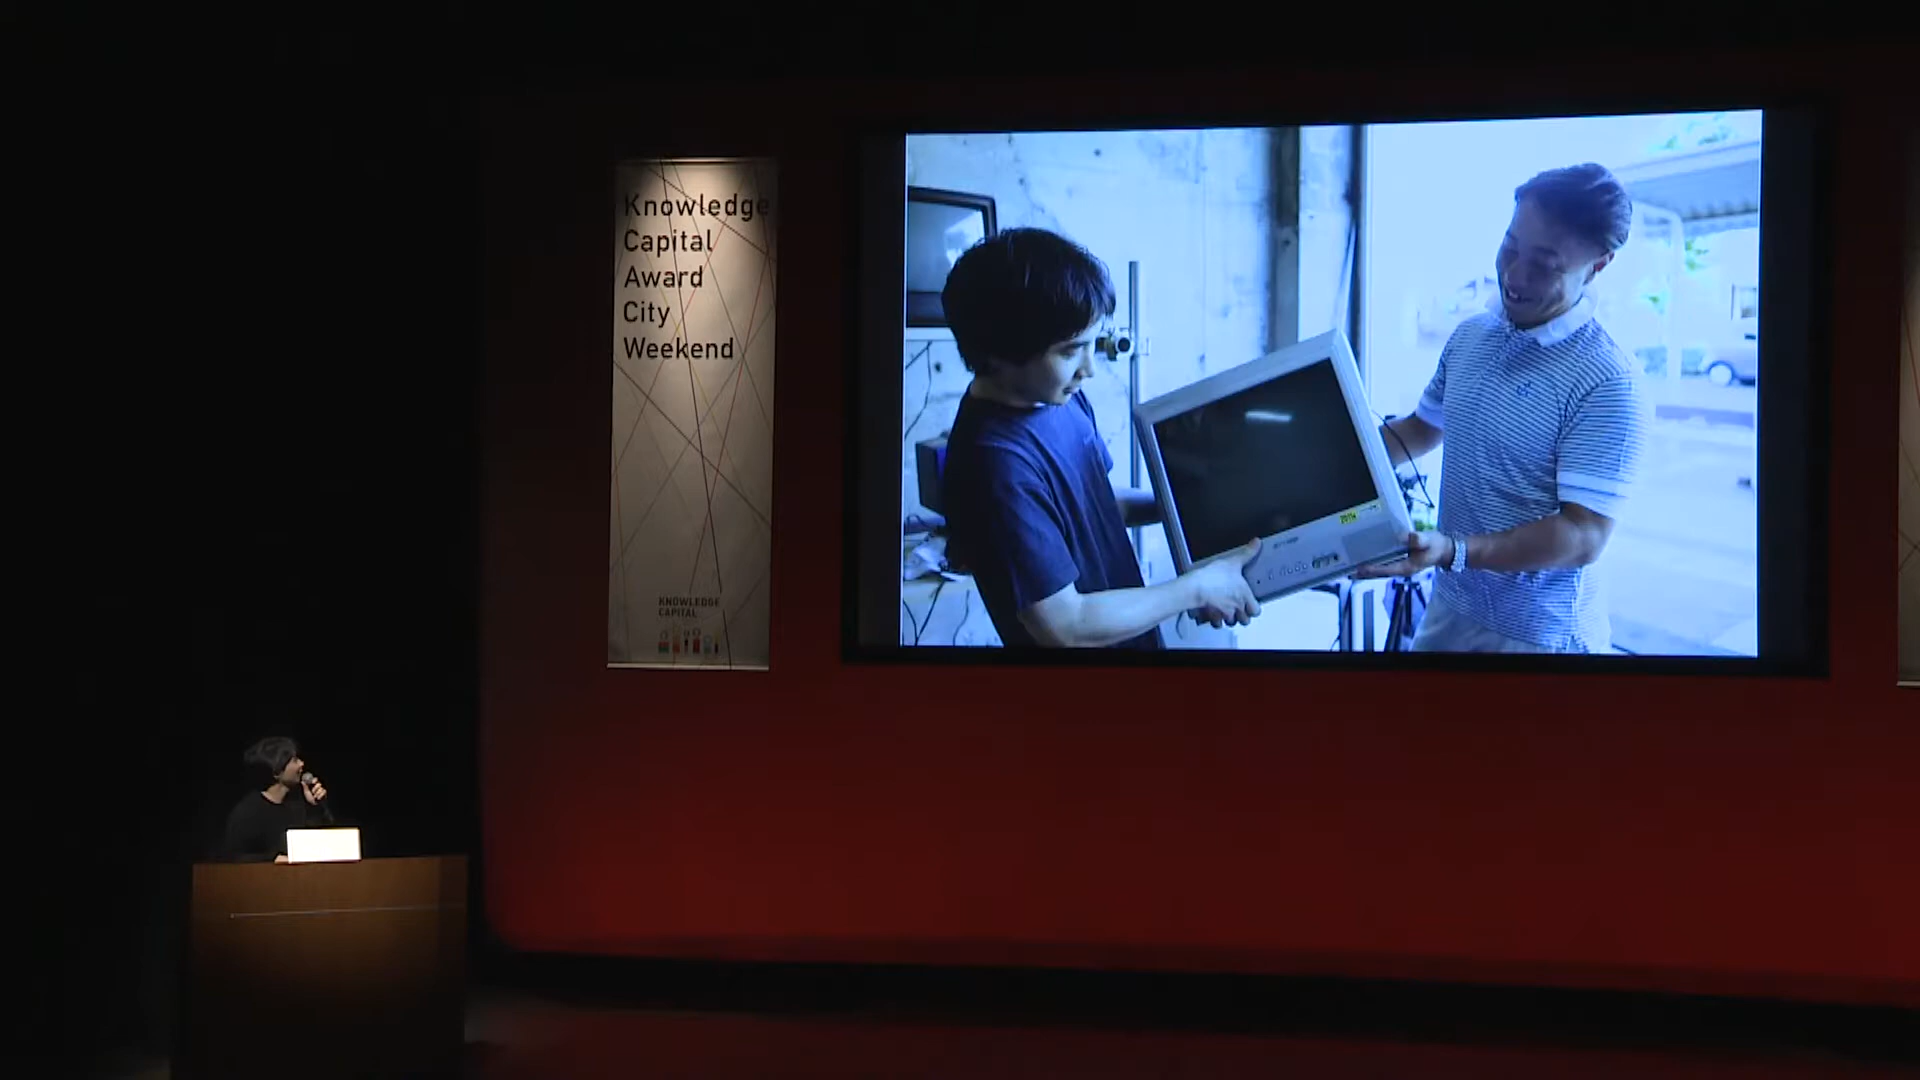 Knowledge
Capital
Award
City
Weekend
KNOWLEDGE
CAPITAL